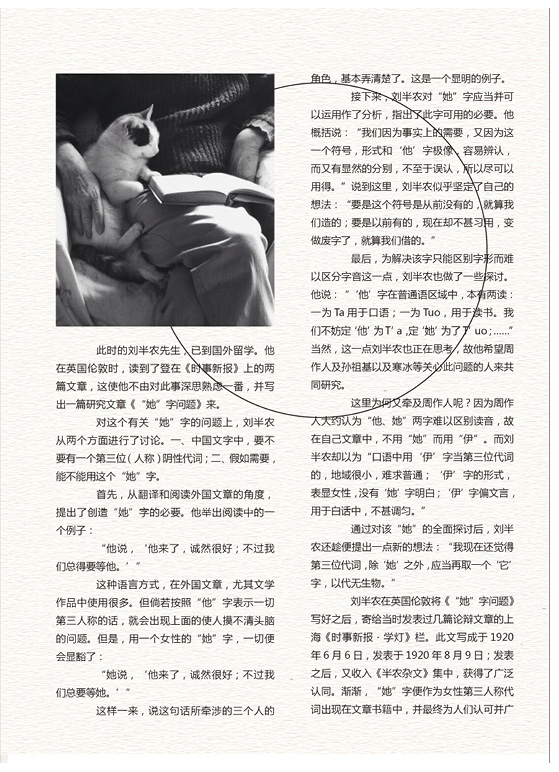 此时的刘半农先生，已到国外留学。他
在英国伦敦时，读到了登在《时事新报》上的两
篇文章，这使他不由对此事深思熟虑一番，并写
出一篇研究文章《“她”字问题》来。
对这个有关“她”字的问题上，刘半农
从两个方面进行了讨论。一、中国文字中，要不
要有一个第三位（人称）阴性代词；二、假如需要，
能不能用这个“她”字。
首先，从翻译和阅读外国文章的角度，
提出了创造“她”字的必要。他举出阅读中的一
个例子：
“他说，‘他来了，诚然很好；不过我
们总得要等他。’”
这种语言方式，在外国文章，尤其文学
作品中使用很多。但倘若按照“他”字表示一切
第三人称的话，就会出现上面的使人摸不清头脑
的问题。但是，用一个女性的“她”字，一切便
会显豁了：
“她说，‘他来了，诚然很好；不过我
们总要等她。’”
这样一来，说这句话所牵涉的三个人的
角色，基本弄清楚了。这是一个显明的例子。
接下来，刘半农对“她”字应当并可
以运用作了分析，指出了此字可用的必要。他
概括说：“我们因为事实上的需要，又因为这
一个符号，形式和‘他’字极像，容易辨认，
而又有显然的分别，不至于误认，所以尽可以
用得。”说到这里，刘半农似乎坚定了自己的
想法：“要是这个符号是从前没有的，就算我
们造的；要是以前有的，现在却不甚习用，变
做废字了，就算我们借的。”
最后，为解决该字只能区别字形而难
以区分字音这一点，刘半农也做了一些探讨。
他说：“‘他’字在普通语区域中，本有两读：
一为 Ta 用于口语；一为 Tuo，用于读书。我
们不妨定‘他’为 T’a ,定‘她’为了 T’uo；……”
当然，这一点刘半农也正在思考，故他希望周
作人及孙祖基以及寒冰等关心此问题的人来共
同研究。
这里为何又牵及周作人呢？因为周作
人大约认为“他、她”两字难以区别读音，故
在自己文章中，不用“她”而用“伊”。而刘
半农却以为“口语中用‘伊’字当第三位代词
的，地域很小，难求普通；‘伊’字的形式，
表显女性，没有‘她’字明白；‘伊’字偏文言，
用于白话中，不甚调匀。”
通过对该“她”的全面探讨后，刘半
农还趁便提出一点新的想法：“我现在还觉得
第三位代词，除‘她’之外，应当再取一个‘它’
字，以代无生物。”
刘半农在英国伦敦将《“她”字问题》
写好之后，寄给当时发表过几篇论辩文章的上
海《时事新报·学灯》栏。此文写成于 1920
年 6 月 6 日，发表于 1920 年 8 月 9 日；发表
之后，又收入《半农杂文》集中，获得了广泛
认同。渐渐，“她”字便作为女性第三人称代
词出现在文章书籍中，并最终为人们认可并广